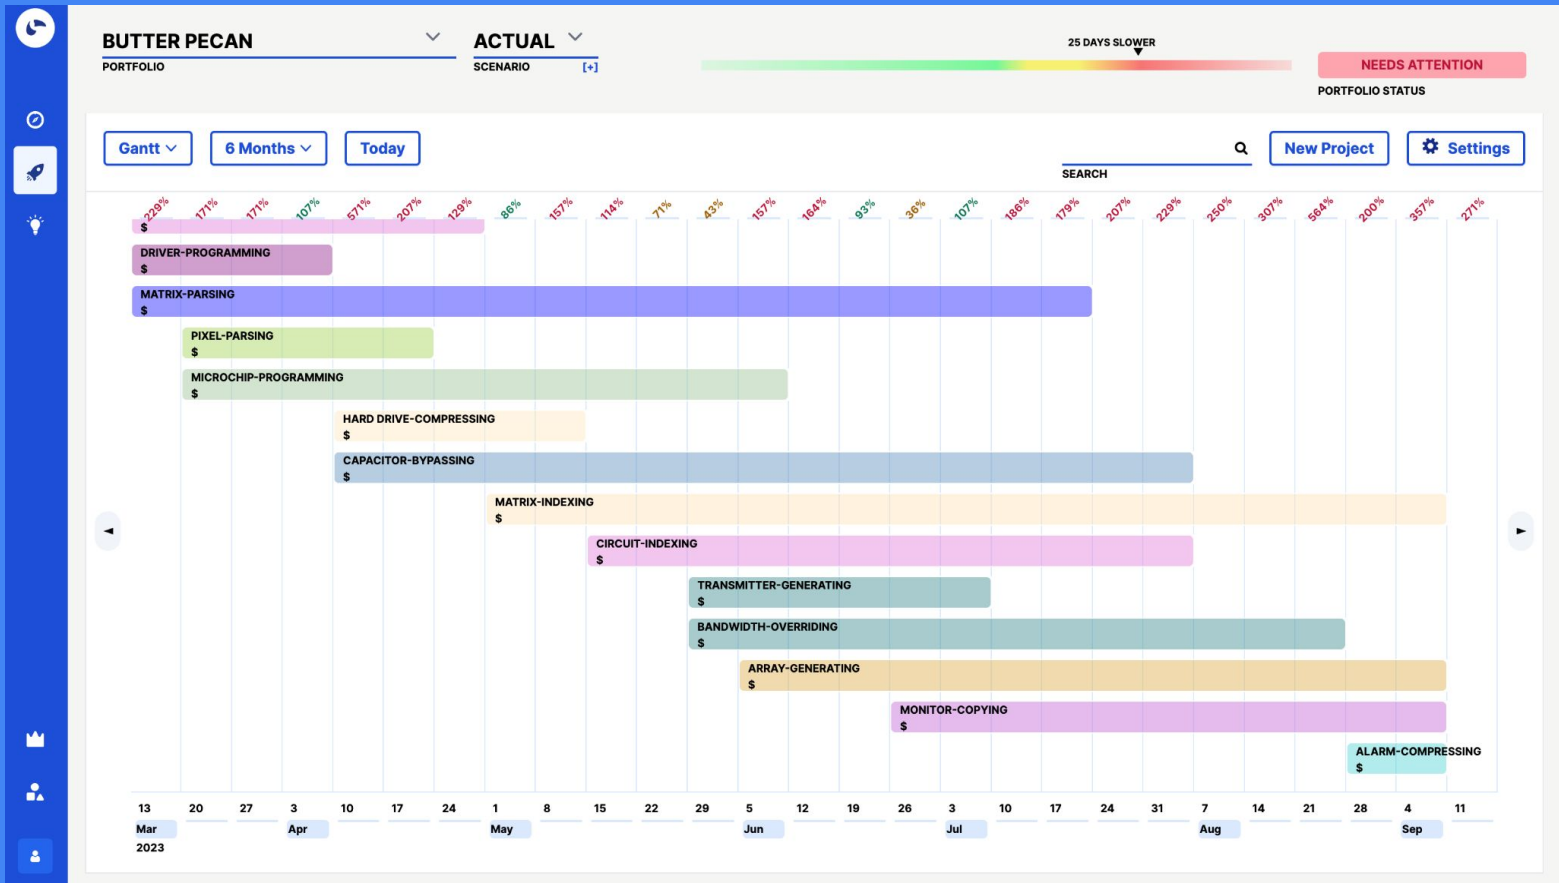 BUTTER PECAN
PORTFOLIO
ACTUAL
SCENARIO [+]
25 DAYS SLOWER
NEEDS ATTENTION
PORTFOLIO STATUS
Gantt
6 Months
Today
SEARCH
New Project
Settings
229% 171% 171% 107% 571% 207% 129% 86% 157% 114% 71% 43% 157% 164% 93% 36% 107% 186% 179% 207% 229% 250% 307% 564% 200% 357% 271%
$
DRIVER-PROGRAMMING
$
MATRIX-PARSING
$
PIXEL-PARSING
$
MICROCHIP-PROGRAMMING
$
HARD DRIVE-COMPRESSING
$
CAPACITOR-BYPASSING
$
MATRIX-INDEXING
$
CIRCUIT-INDEXING
$
TRANSMITTER-GENERATING
$
BANDWIDTH-OVERRIDING
$
ARRAY-GENERATING
$
MONITOR-COPYING
$
ALARM-COMPRESSING
$
13 20 27 3 10 17 24 1 8 15 22 29 5 12 19 26 3 10 17 24 31 7 14 21 28 4 11
Mar Apr May Jun Jul Aug Sep
2023